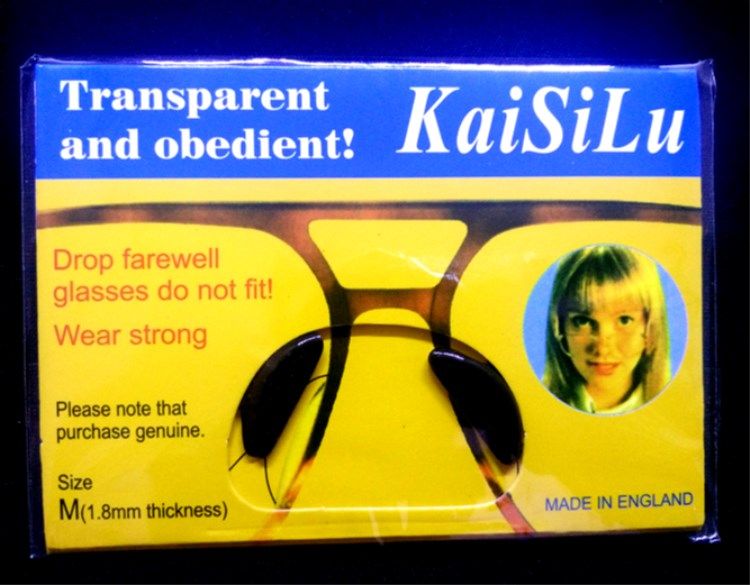 Transparent
and obedient!
KaiSiLu
Drop farewell
glasses do not fit!
Wear strong
Please note that
purchase genuine.
Size
M(1.8mm thickness)
MADE IN ENGLAND